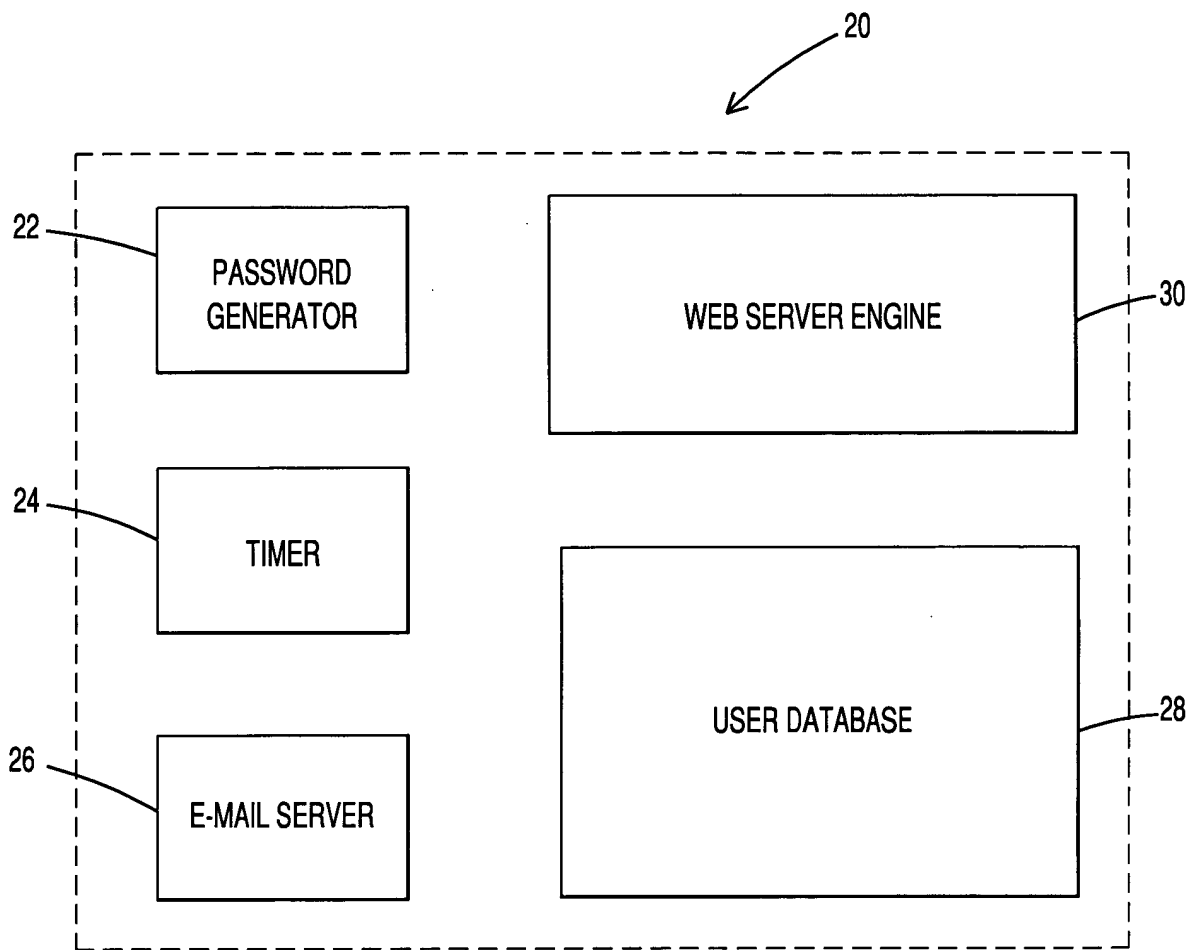 20
22
PASSWORD
GENERATOR
WEB SERVER ENGINE
30
24
TIMER
USER DATABASE
28
26
E-MAIL SERVER